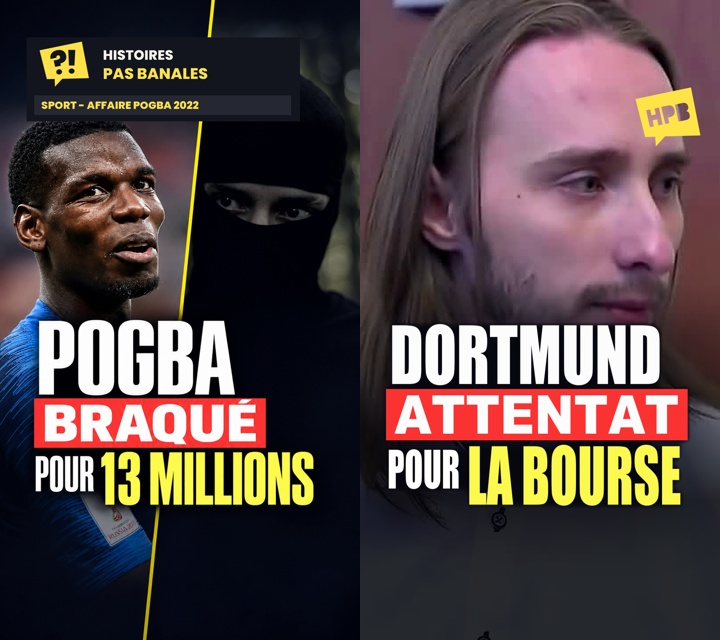 ?!
HISTOIRES
PAS BANALES
SPORT - AFFAIRE POGBA 2022
POGBA
BRAQUÉ
POUR 13 MILLIONS
HPB
DORTMUND
ATTENTAT
POUR LA BOURSE